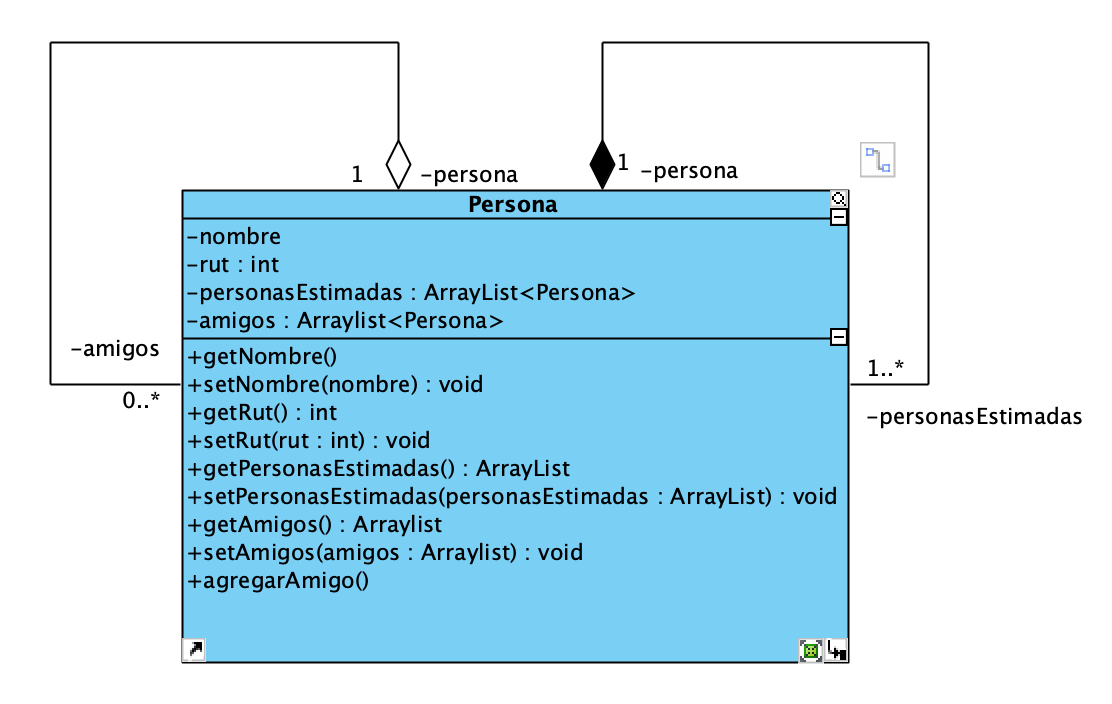 1
-persona
1
-persona
Persona
-nombre
-rut : int
-personasEstimadas : ArrayList<Persona>
-amigos : Arraylist<Persona>
-amigos
0..*
1..*
-personasEstimadas
+getNombre()
+setNombre(nombre) : void
+getRut() : int
+setRut(rut : int) : void
+getPersonasEstimadas() : ArrayList
+setPersonasEstimadas(personasEstimadas : ArrayList) : void
+getAmigos() : Arraylist
+setAmigos(amigos : Arraylist) : void
+agregarAmigo()